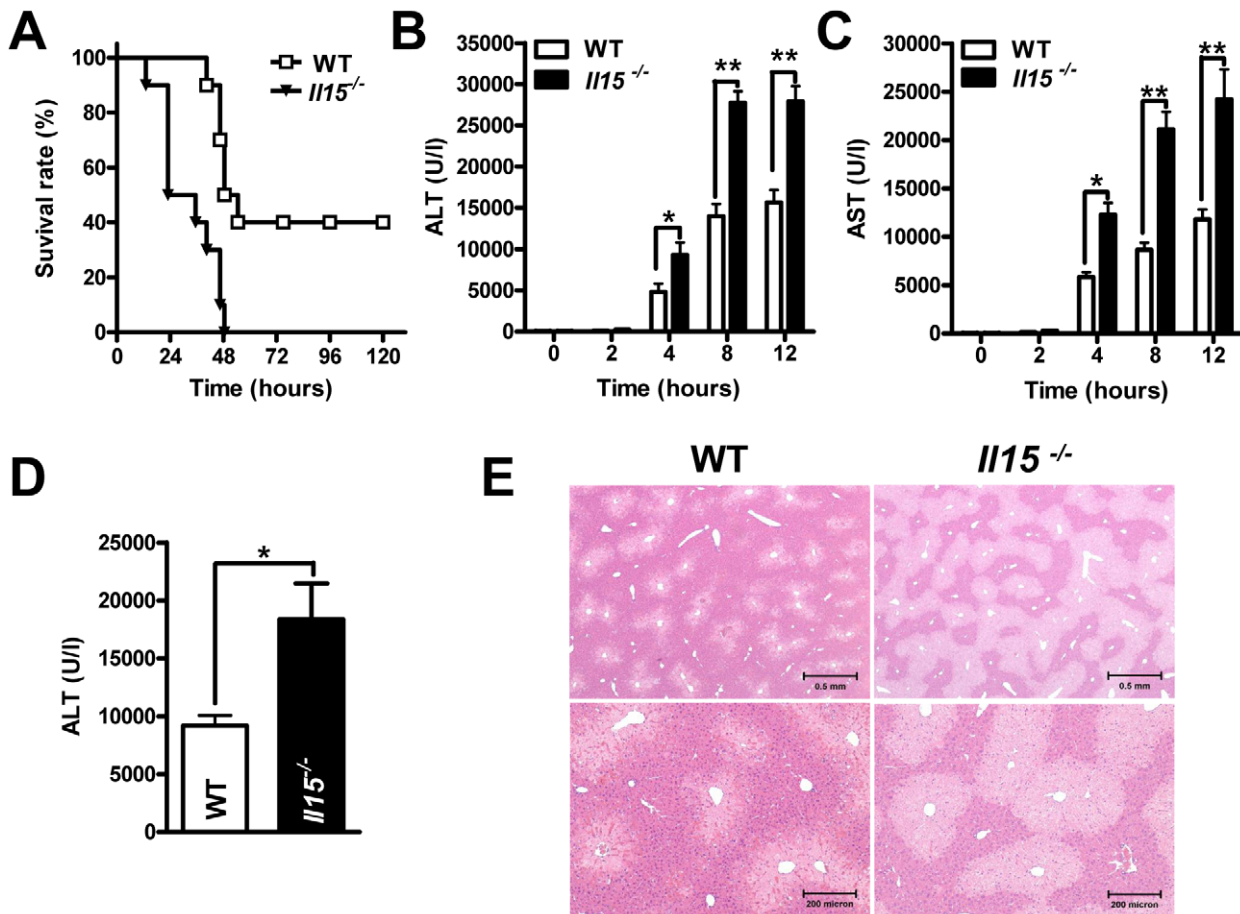 A
Suvival rate (%)
100
80
60
40
20
0
0 24 48 72 96 120
Time (hours)
WT
Il15-/-
B
ALT (U/l)
35000
30000
25000
20000
15000
10000
5000
0
0 2 4 8 12
Time (hours)
WT
Il15 -/-
*
**
**
C
AST (U/l)
30000
25000
20000
15000
10000
5000
0
0 2 4 8 12
Time (hours)
WT
Il15 -/-
*
**
**
D
ALT (U/l)
25000
20000
15000
10000
5000
0
*
WT
Il15-/-
E
WT Il15 -/-
0.5 mm 0.5 mm
200 micron 200 micron